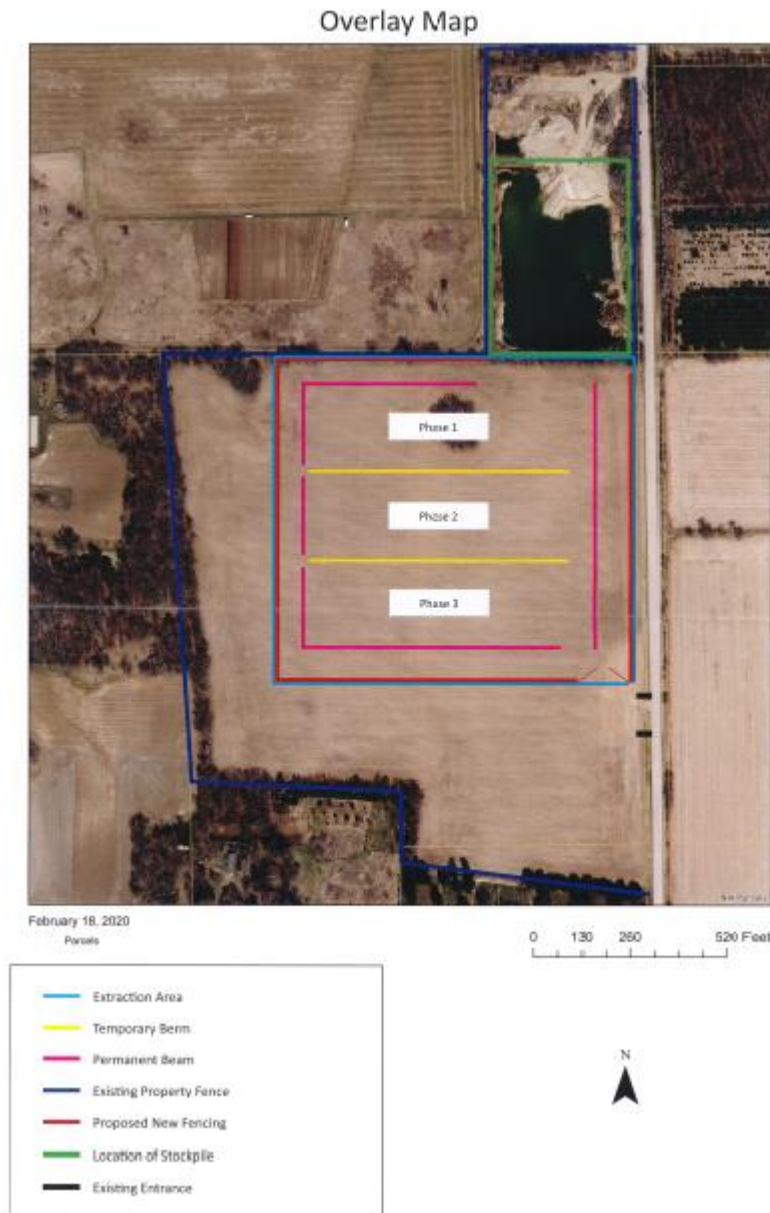 Overlay Map
Phase 1
Phase 2
Phase 3
February 18, 2020
Parcels
0 130 260 520 Feet
N
Extraction Area
Temporary Berm
Permanent Beam
Existing Property Fence
Proposed New Fencing
Location of Stockpile
Existing Entrance